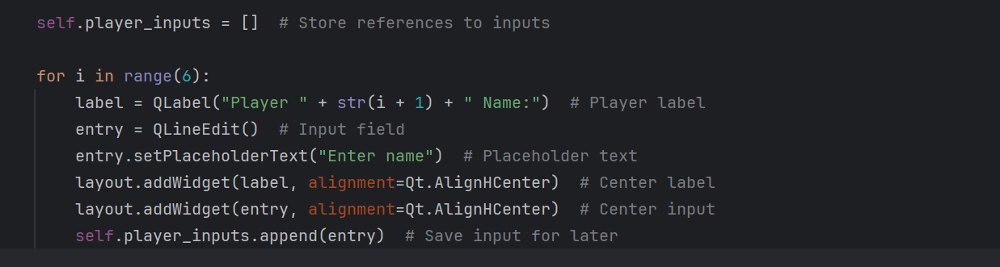 self.player_inputs = []  # Store references to inputs
for i in range(6):
    label = QLabel("Player " + str(i + 1) + " Name:")  # Player label
    entry = QLineEdit()  # Input field
    entry.setPlaceholderText("Enter name")  # Placeholder text
    layout.addWidget(label, alignment=Qt.AlignHCenter)  # Center label
    layout.addWidget(entry, alignment=Qt.AlignHCenter)  # Center input
    self.player_inputs.append(entry)  # Save input for later